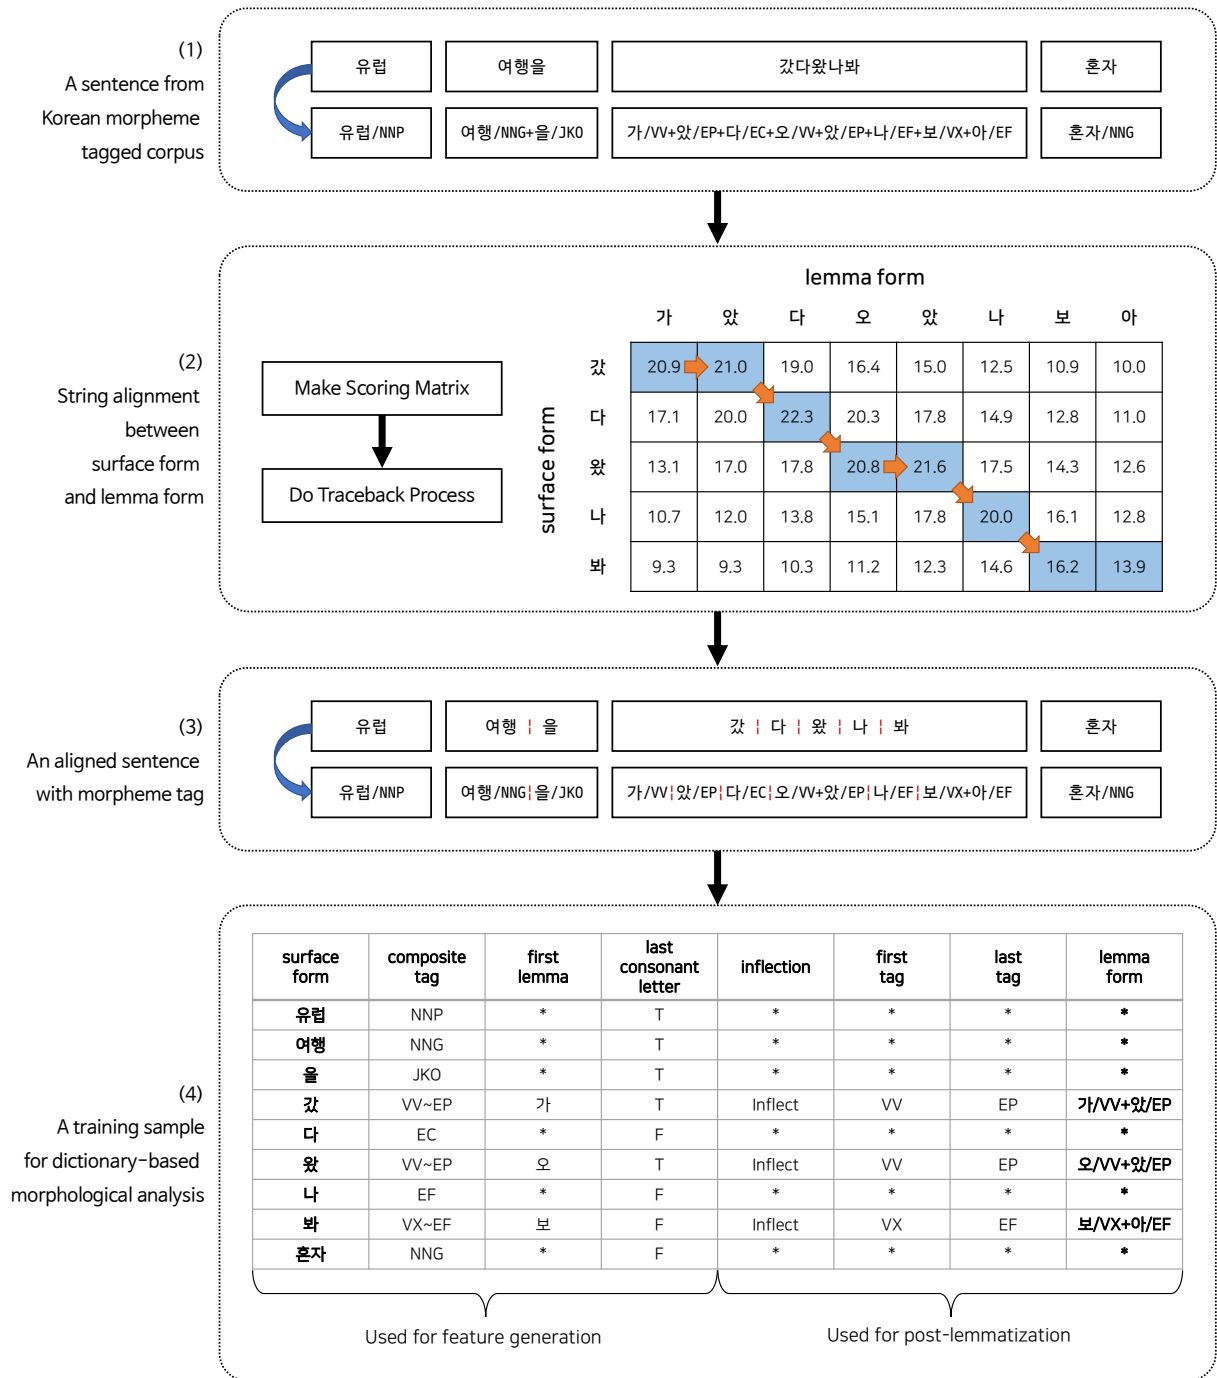 (1)
A sentence from
Korean morpheme
tagged corpus
유럽 여행을 갔다왔나봐 혼자
유럽/NNP 여행/NNG+을/JKO 가/VV+았/EP+다/EC+오/VV+았/EP+나/EF+보/VX+아/EF 혼자/NNG
(2)
String alignment
between
surface form
and lemma form
Make Scoring Matrix
Do Traceback Process
lemma form
surface form
가 았 다 오 았 나 보 아
갔 20.9 21.0 19.0 16.4 15.0 12.5 10.9 10.0
다 17.1 20.0 22.3 20.3 17.8 14.9 12.8 11.0
왔 13.1 17.0 17.8 20.8 21.6 17.5 14.3 12.6
나 10.7 12.0 13.8 15.1 17.8 20.0 16.1 12.8
봐 9.3 9.3 10.3 11.2 12.3 14.6 16.2 13.9
(3)
An aligned sentence
with morpheme tag
유럽 여행 ¦ 을 갔 ¦ 다 ¦ 왔 ¦ 나 ¦ 봐 혼자
유럽/NNP 여행/NNG¦을/JKO 가/VV¦았/EP¦다/EC¦오/VV+았/EP¦나/EF¦보/VX+아/EF 혼자/NNG
(4)
A training sample
for dictionary-based
morphological analysis
surface form composite tag first lemma last consonant letter inflection first tag last tag lemma form
유럽 NNP * T * * * *
여행 NNG * T * * * *
을 JKO * T * * * *
갔 VV~EP 가 T Inflect VV EP 가/VV+았/EP
다 EC * F * * * *
왔 VV~EP 오 T Inflect VV EP 오/VV+았/EP
나 EF * F * * * *
봐 VX~EF 보 F Inflect VX EF 보/VX+아/EF
혼자 NNG * F * * * *
Used for feature generation
Used for post-lemmatization